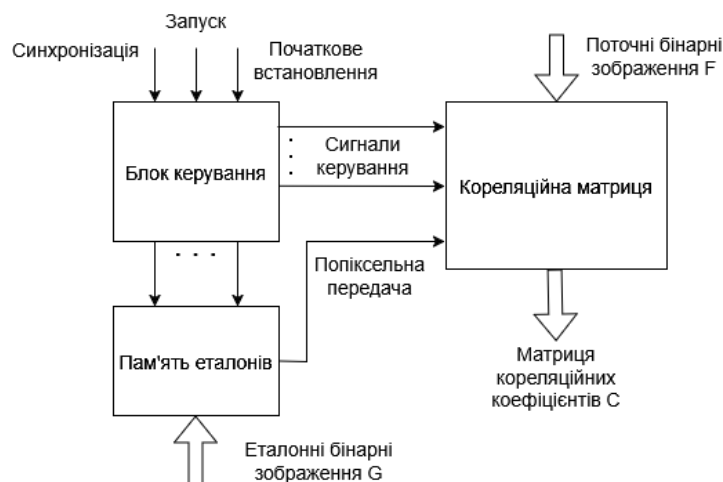 Запуск
Синхронізація
Початкове
встановлення
Поточні бінарні
зображення F
Блок керування
Сигнали
керування
Кореляційна матриця
Попіксельна
передача
Пам'ять еталонів
Матриця
кореляційних
коефіцієнтів C
Еталонні бінарні
зображення G